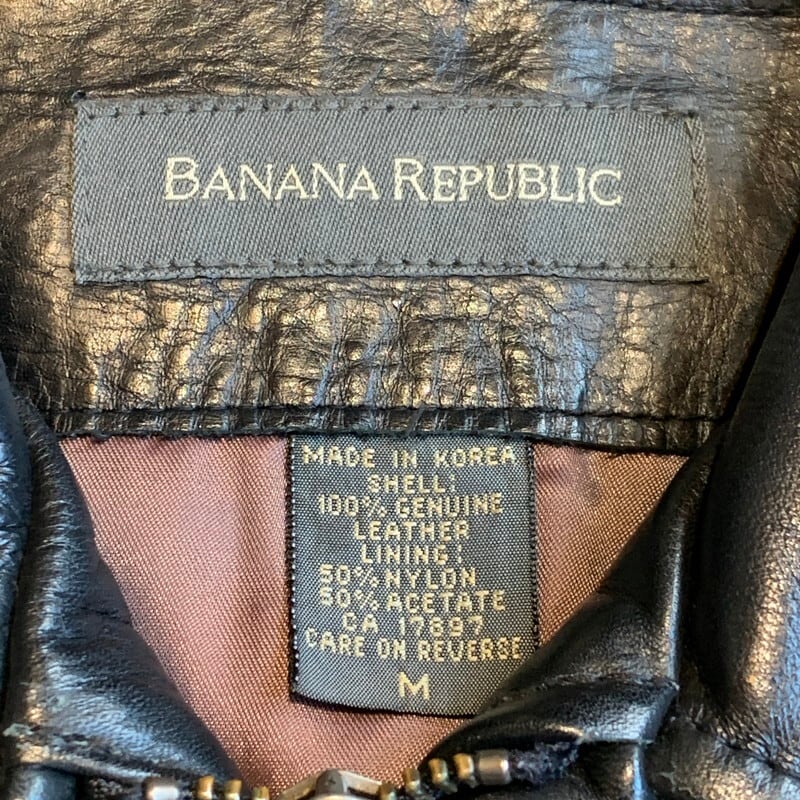 BANANA REPUBLIC
MADE IN KOREA
SHELL:
100% GENUINE
LEATHER
LINING:
50% NYLON
50% ACETATE
CA 17897
CARE ON REVERSE
M